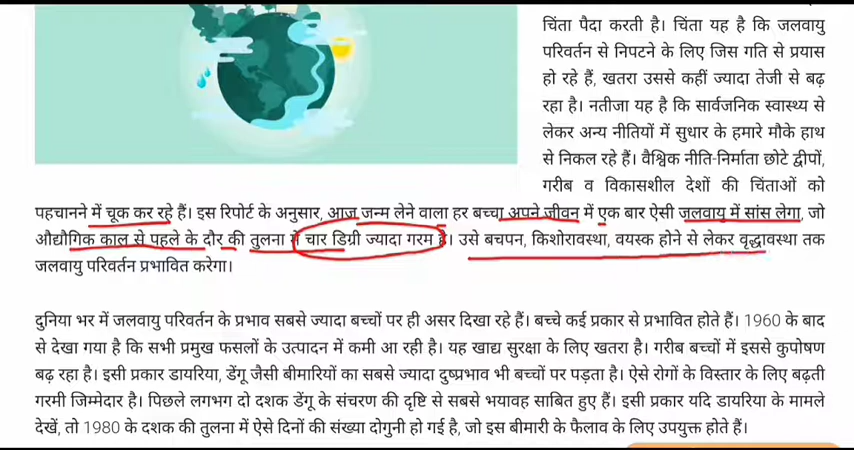 चिंता पैदा करती है। चिंता यह है कि जलवायु
परिवर्तन से निपटने के लिए जिस गति से प्रयास
हो रहे हैं, खतरा उससे कहीं ज्यादा तेजी से बढ़
रहा है। नतीजा यह है कि सार्वजनिक स्वास्थ्य से
लेकर अन्य नीतियों में सुधार के हमारे मौके हाथ
से निकल रहे हैं। वैश्विक नीति-निर्माता छोटे द्वीपों,
गरीब व विकासशील देशों की चिंताओं को
पहचानने में चूक कर रहे हैं। इस रिपोर्ट के अनुसार, आज जन्म लेने वाला हर बच्चा अपने जीवन में एक बार ऐसी जलवायु में सांस लेगा, जो
औद्यौगिक काल से पहले के दौर की तुलना में चार डिग्री ज्यादा गरम है। उसे बचपन, किशोरावस्था, वयस्क होने से लेकर वृद्धावस्था तक
जलवायु परिवर्तन प्रभावित करेगा।
दुनिया भर में जलवायु परिवर्तन के प्रभाव सबसे ज्यादा बच्चों पर ही असर दिखा रहे हैं। बच्चे कई प्रकार से प्रभावित होते हैं। 1960 के बाद
से देखा गया है कि सभी प्रमुख फसलों के उत्पादन में कमी आ रही है। यह खाद्य सुरक्षा के लिए खतरा है। गरीब बच्चों में इससे कुपोषण
बढ़ रहा है। इसी प्रकार डायरिया, डेंगू जैसी बीमारियों का सबसे ज्यादा दुष्प्रभाव भी बच्चों पर पड़ता है। ऐसे रोगों के विस्तार के लिए बढ़ती
गरमी जिम्मेदार है। पिछले लगभग दो दशक डेंगू के संचरण की दृष्टि से सबसे भयावह साबित हुए हैं। इसी प्रकार यदि डायरिया के मामले
देखें, तो 1980 के दशक की तुलना में ऐसे दिनों की संख्या दोगुनी हो गई है, जो इस बीमारी के फैलाव के लिए उपयुक्त होते हैं।